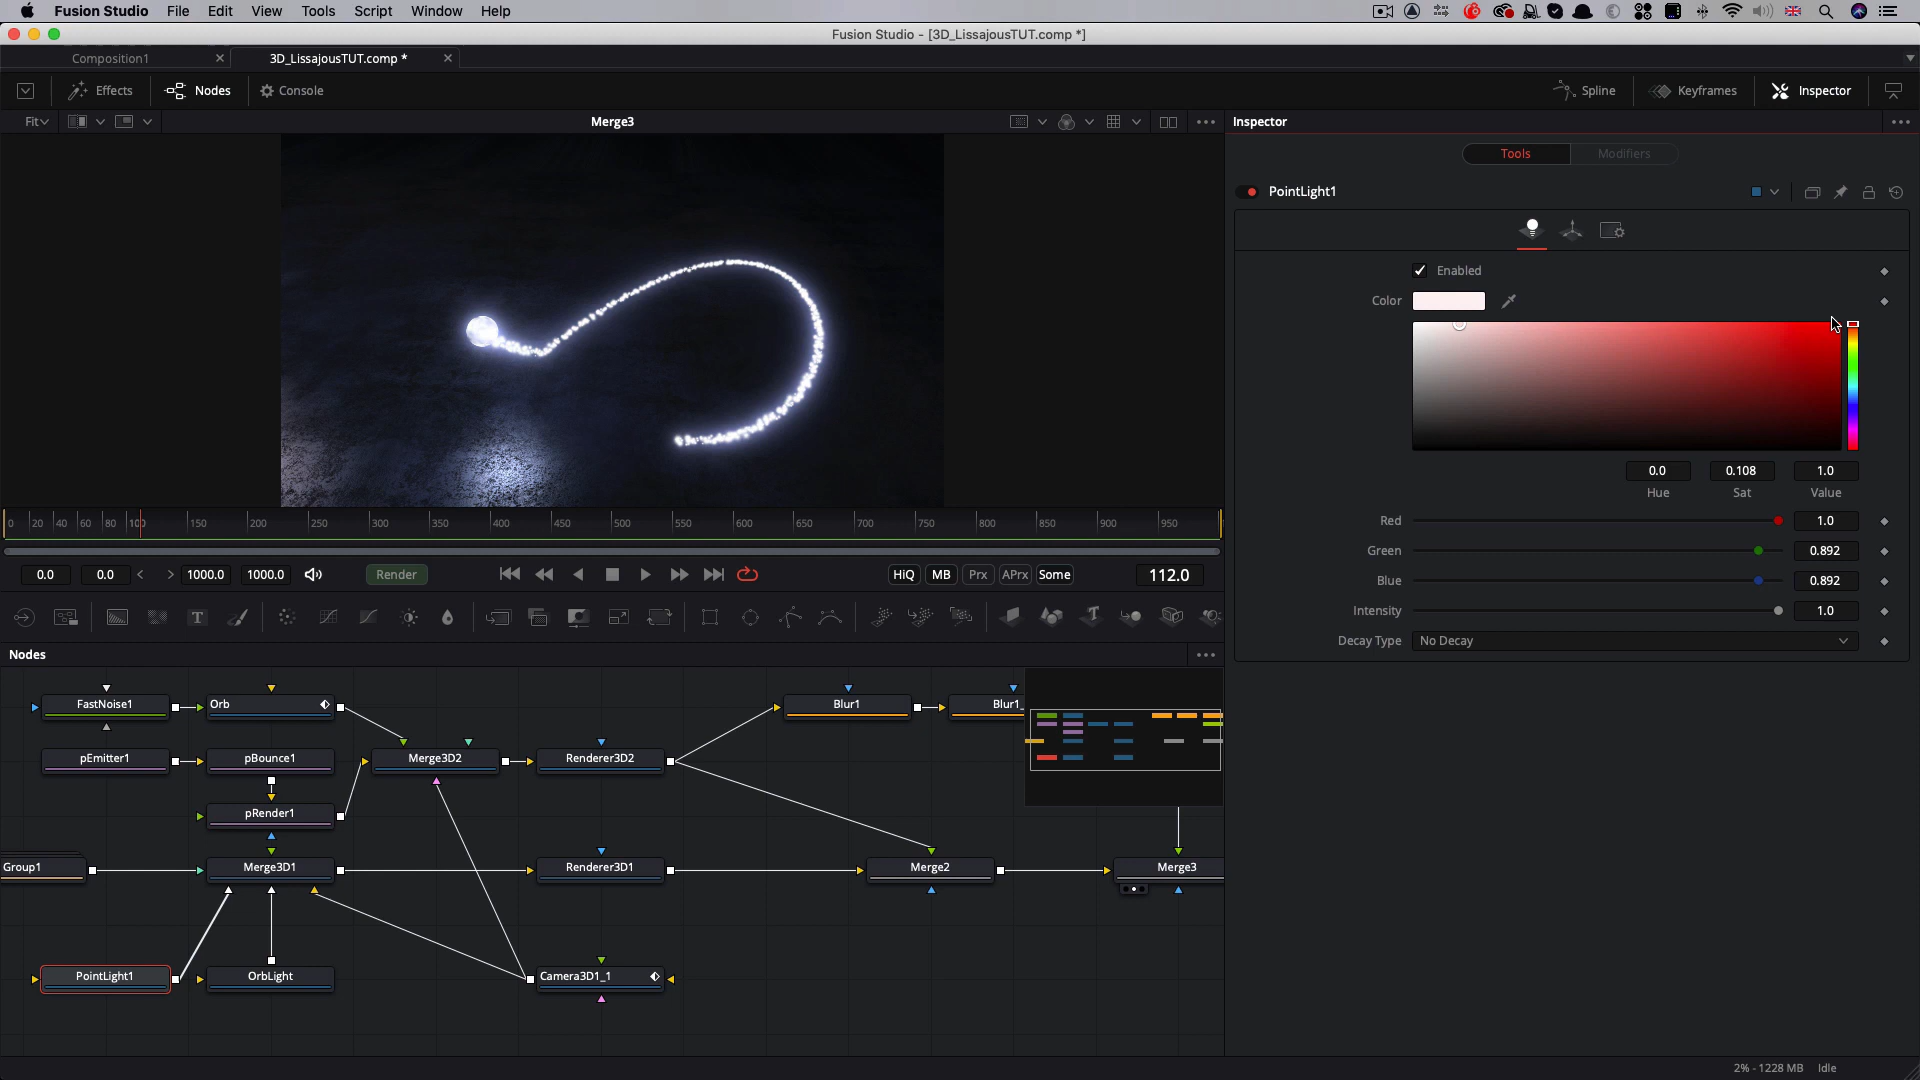 Fusion Studio File Edit View Tools Script Window Help
Fusion Studio - [3D_LissajousTUT.comp *]
Composition1 3D_LissajousTUT.comp *
Effects Nodes Console Spline Keyframes Inspector
Fit Merge3 Inspector
Tools Modifiers
PointLight1
Enabled
Color
0.0 0.108 1.0
Hue Sat Value
Red 1.0
Green 0.892
Blue 0.892
Intensity 1.0
Decay Type No Decay
0 20 40 60 80 100 150 200 250 300 350 400 450 500 550 600 650 700 750 800 850 900 950
0.0 0.0 1000.0 1000.0 Render HiQ MB Prx APrx Some 112.0
Nodes
FastNoise1 Orb Blur1 Blur1_
pEmitter1 pBounce1 Merge3D2 Renderer3D2
pRender1
Group1 Merge3D1 Renderer3D1 Merge2 Merge3
PointLight1 OrbLight Camera3D1_1
2% - 1228 MB Idle